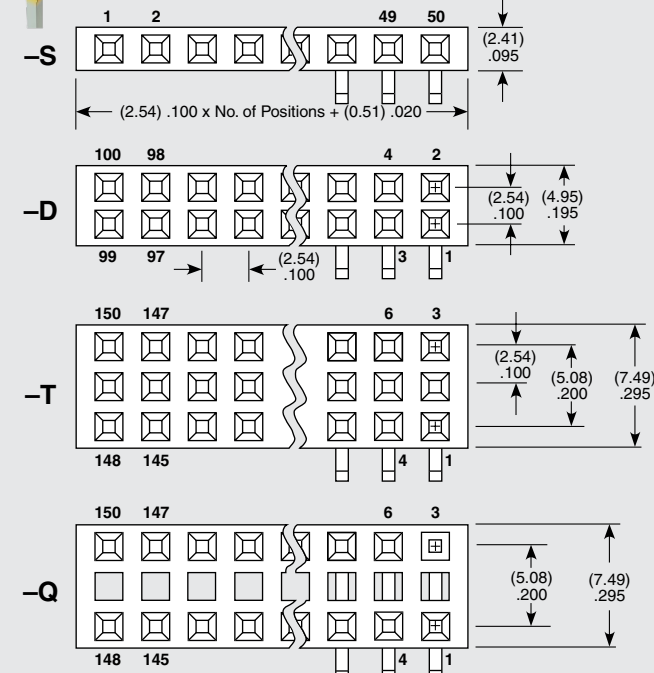 1 2 49 50
–S
(2.41)
.095
(2.54) .100 x No. of Positions + (0.51) .020
100 98 4 2
–D
(2.54)
.100
(4.95)
.195
99 97 3 1
(2.54)
.100
150 147 6 3
–T
(2.54)
.100
(5.08)
.200
(7.49)
.295
148 145 4 1
150 147 6 3
–Q
(5.08)
.200
(7.49)
.295
148 145 4 1